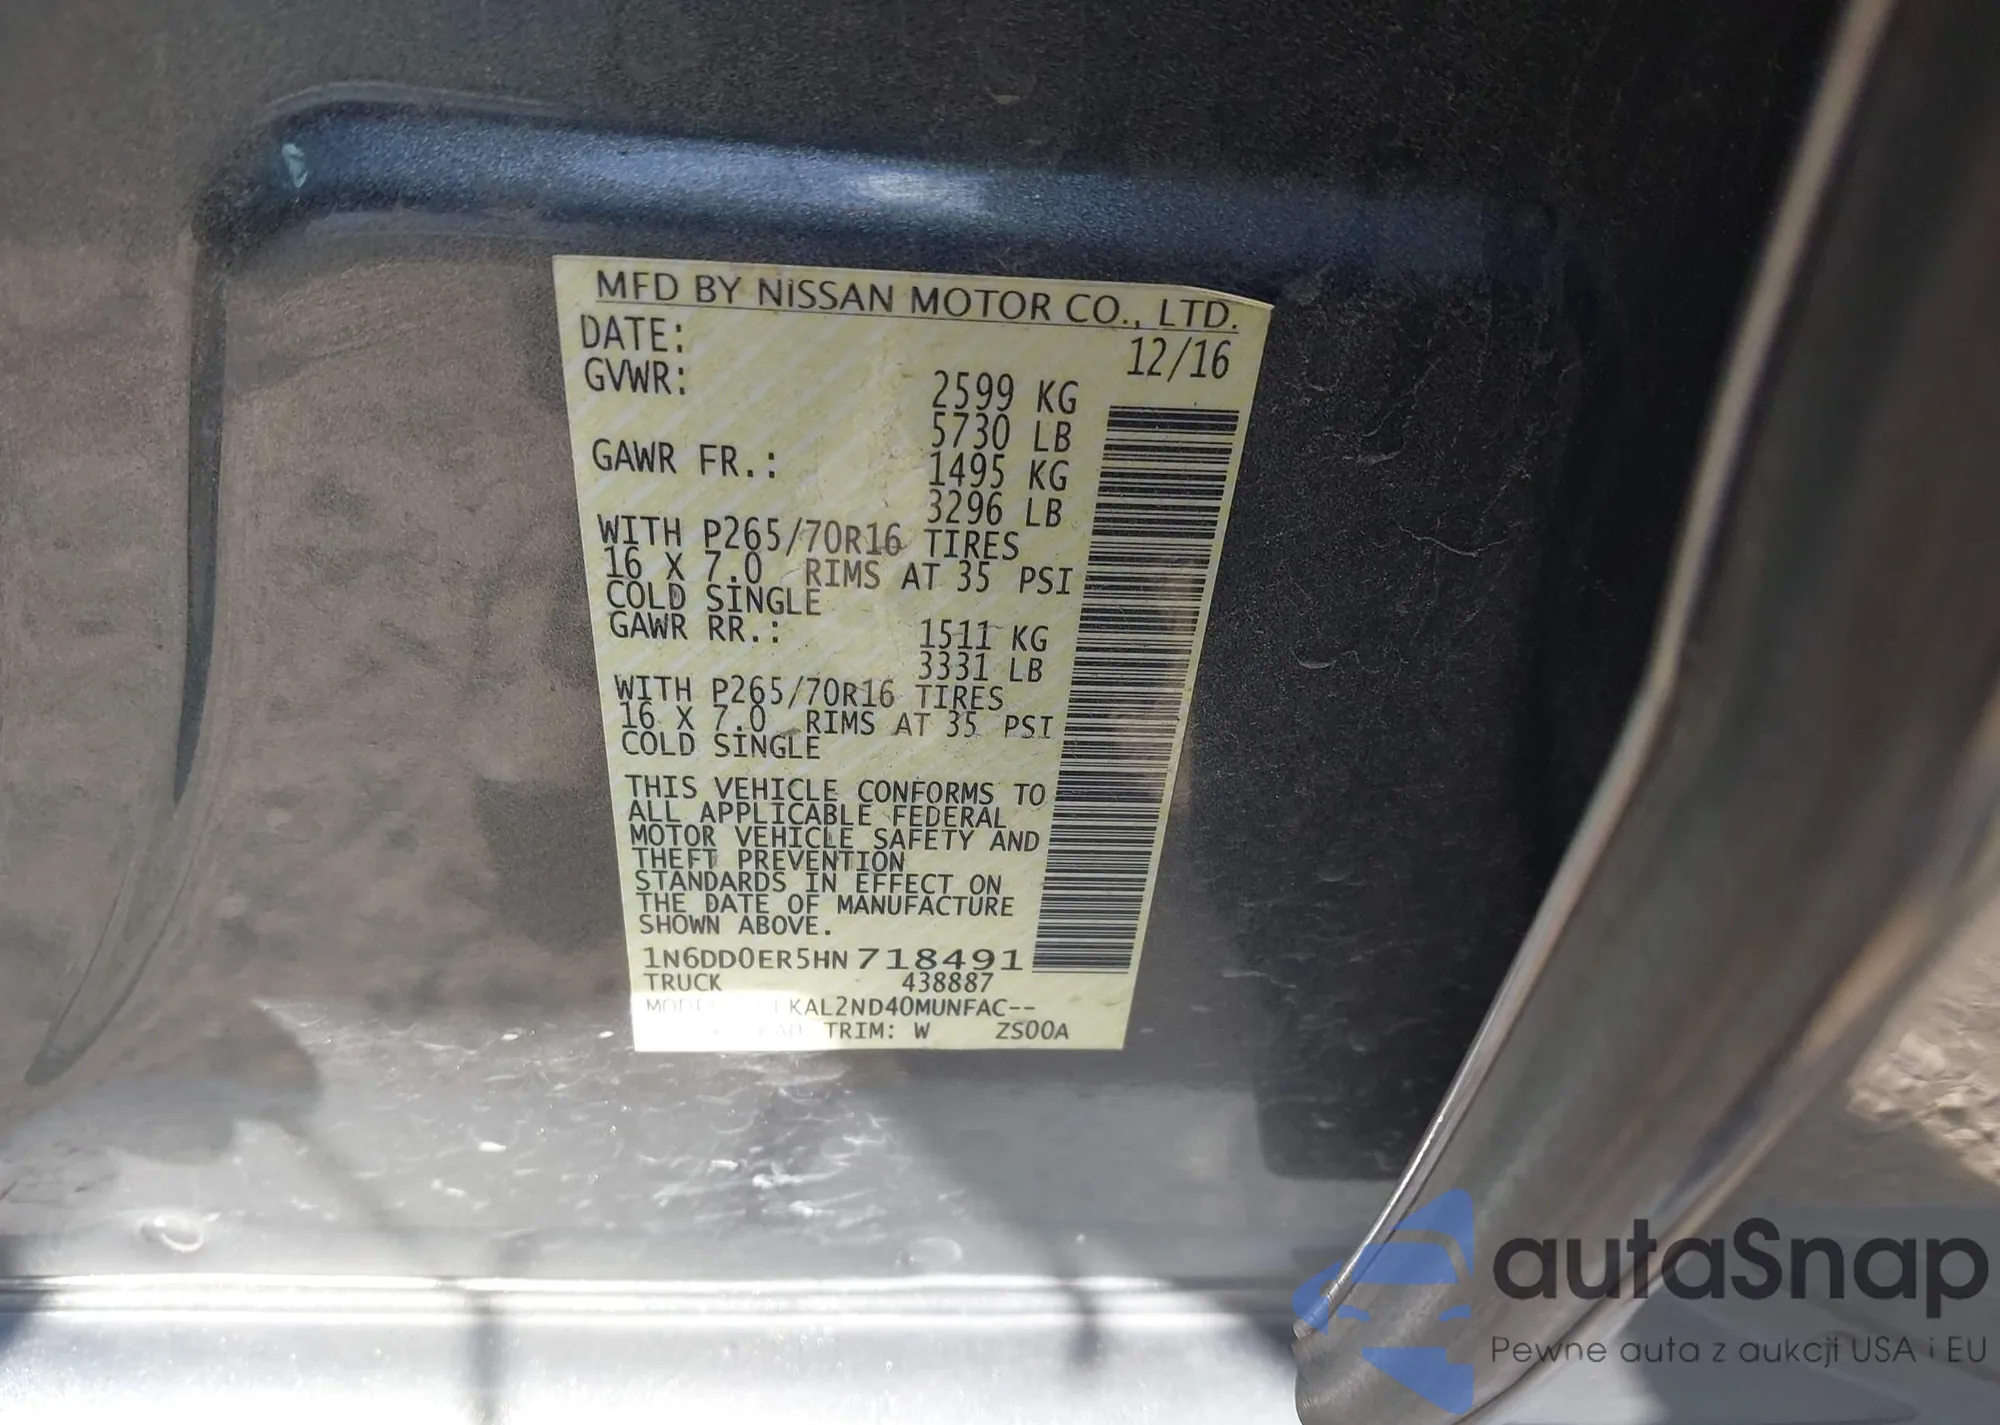 MFD BY NISSAN MOTOR CO., LTD.
DATE: 12/16
GVWR: 2599 KG
5730 LB
GAWR FR.: 1495 KG
3296 LB
WITH P265/70R16 TIRES
16 X 7.0 RIMS AT 35 PSI
COLD SINGLE
GAWR RR.: 1511 KG
3331 LB
WITH P265/70R16 TIRES
16 X 7.0 RIMS AT 35 PSI
COLD SINGLE
THIS VEHICLE CONFORMS TO
ALL APPLICABLE FEDERAL
MOTOR VEHICLE SAFETY AND
THEFT PREVENTION
STANDARDS IN EFFECT ON
THE DATE OF MANUFACTURE
SHOWN ABOVE.
1N6DD0ER5HN718491
TRUCK 438887
KAL2ND40MUNFAC--
TRIM: W ZS00A
autaSnap
Pewne auta z aukcji USA i EU